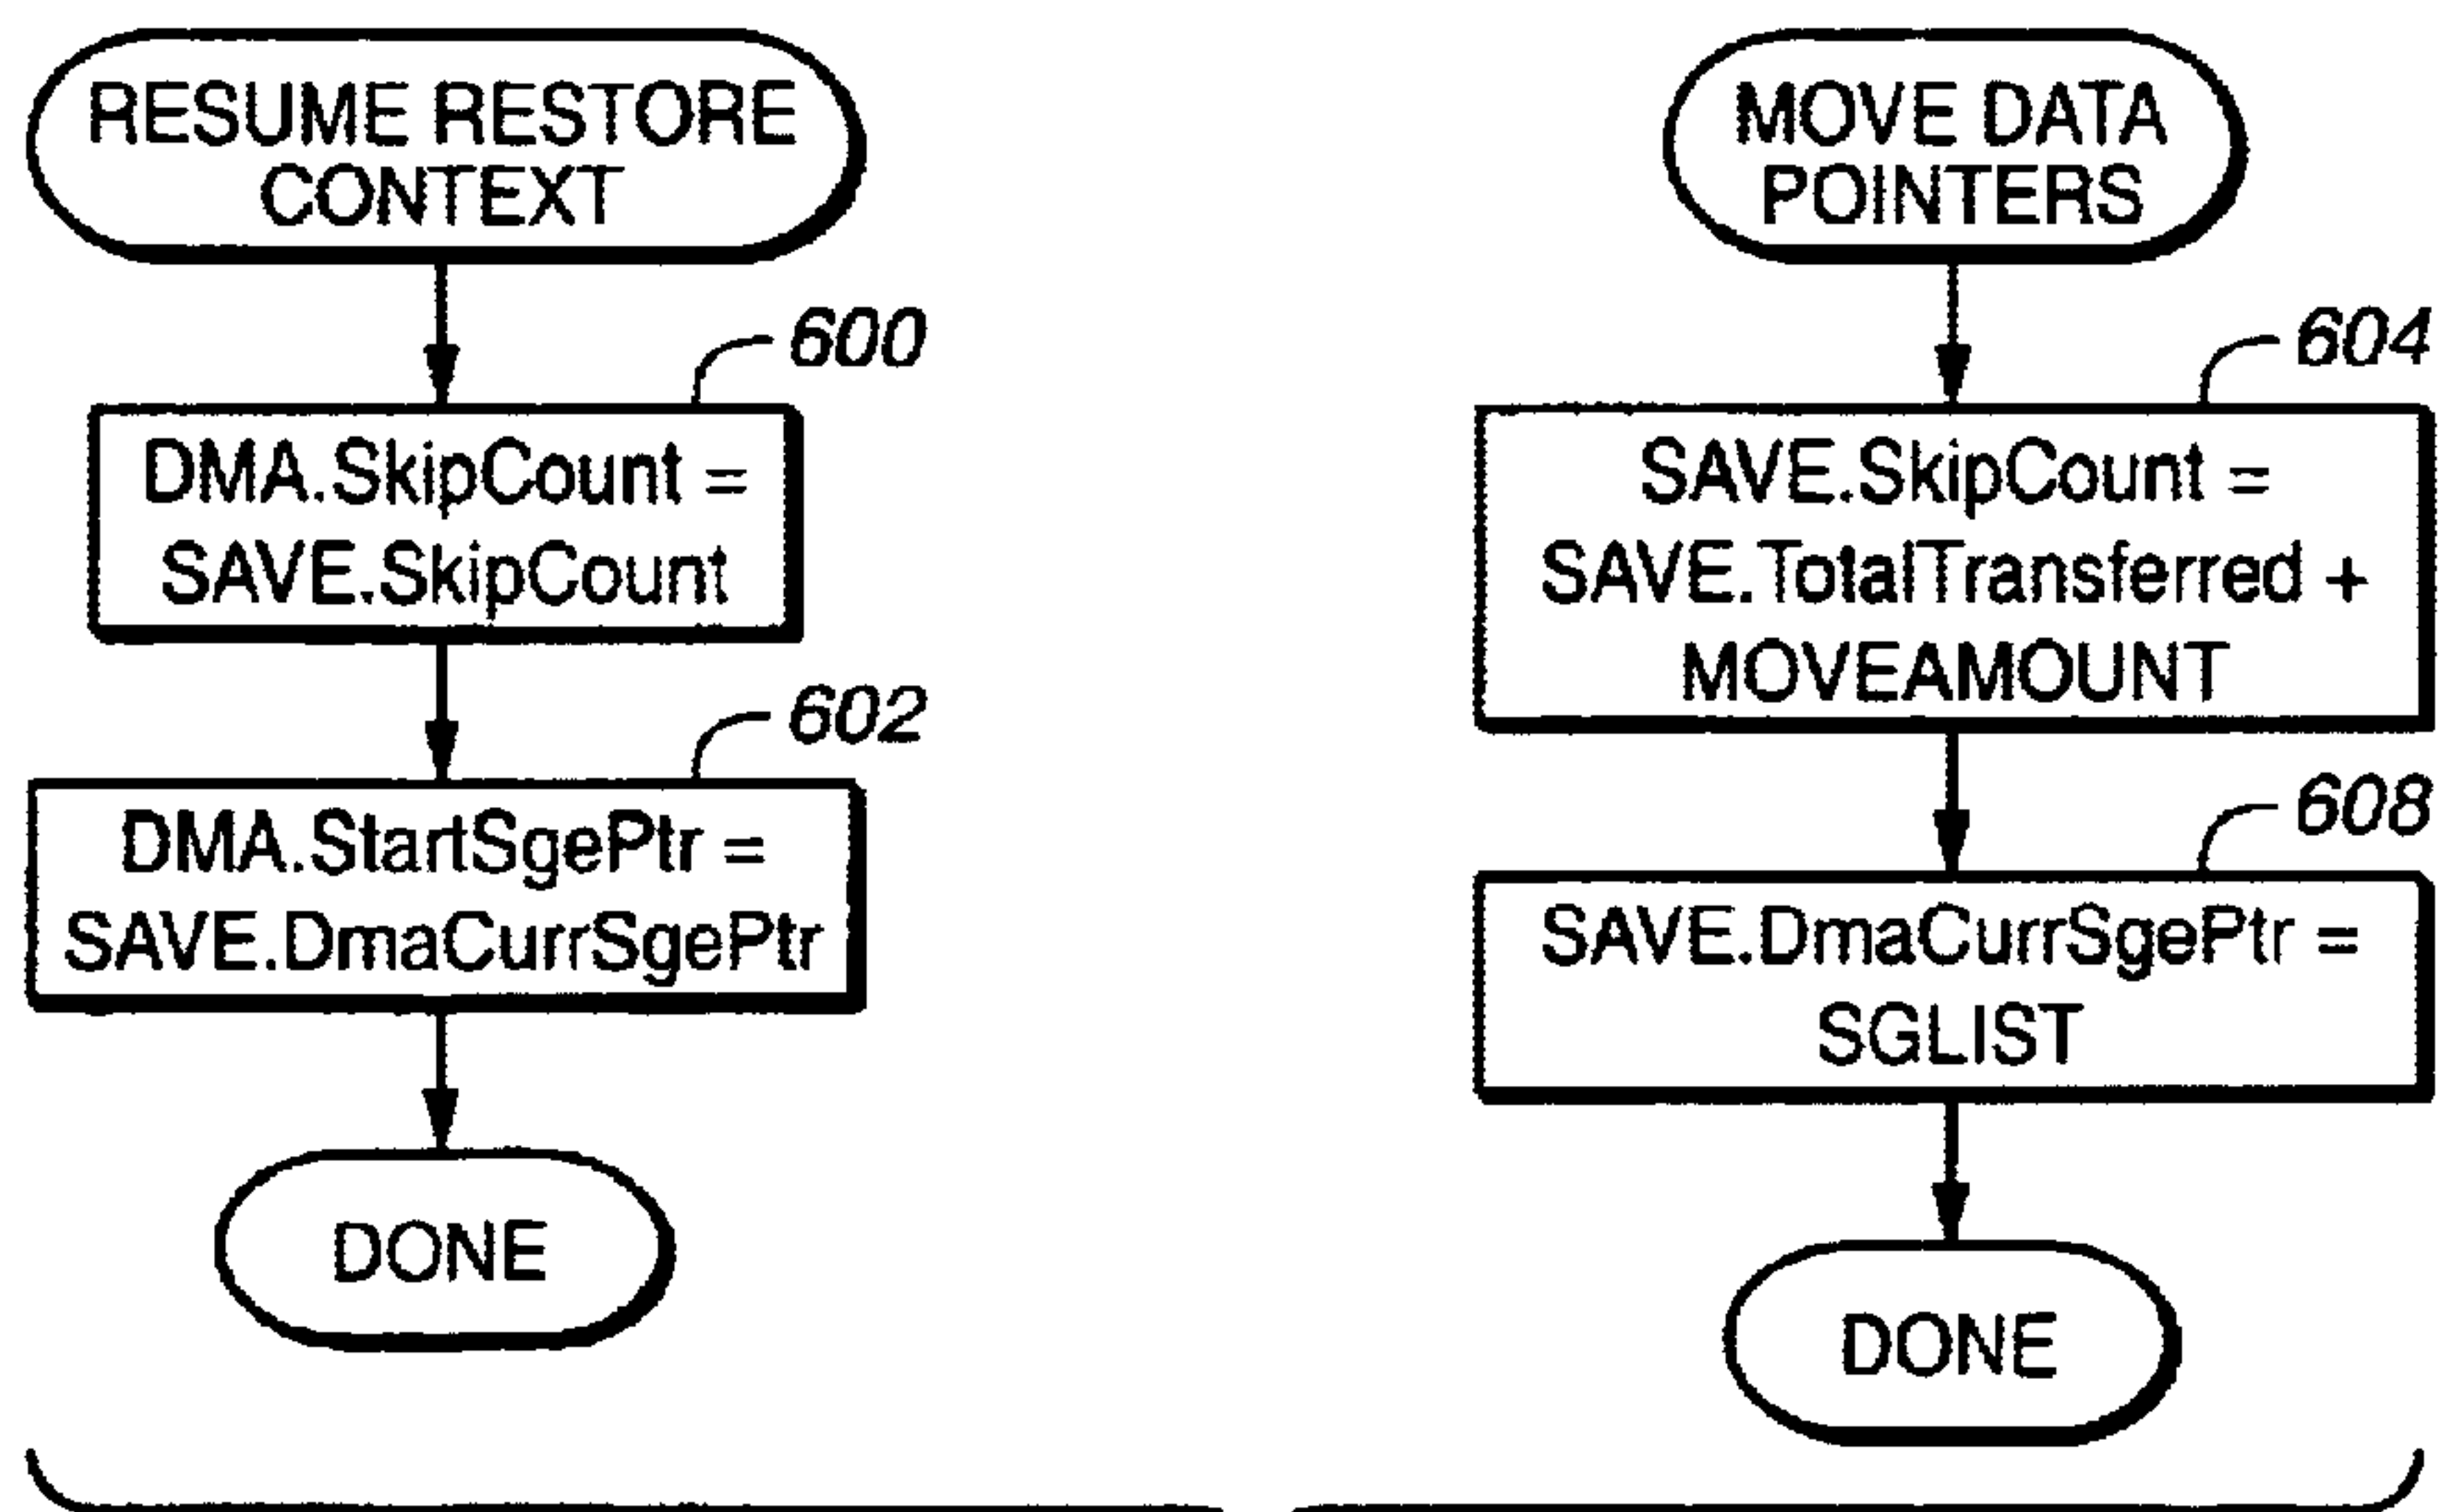 RESUME RESTORE
CONTEXT
600
DMA.SkipCount =
SAVE.SkipCount
602
DMA.StartSgePtr =
SAVE.DmaCurrSgePtr
DONE
MOVE DATA
POINTERS
604
SAVE.SkipCount =
SAVE.TotalTransferred +
MOVEAMOUNT
608
SAVE.DmaCurrSgePtr =
SGLIST
DONE